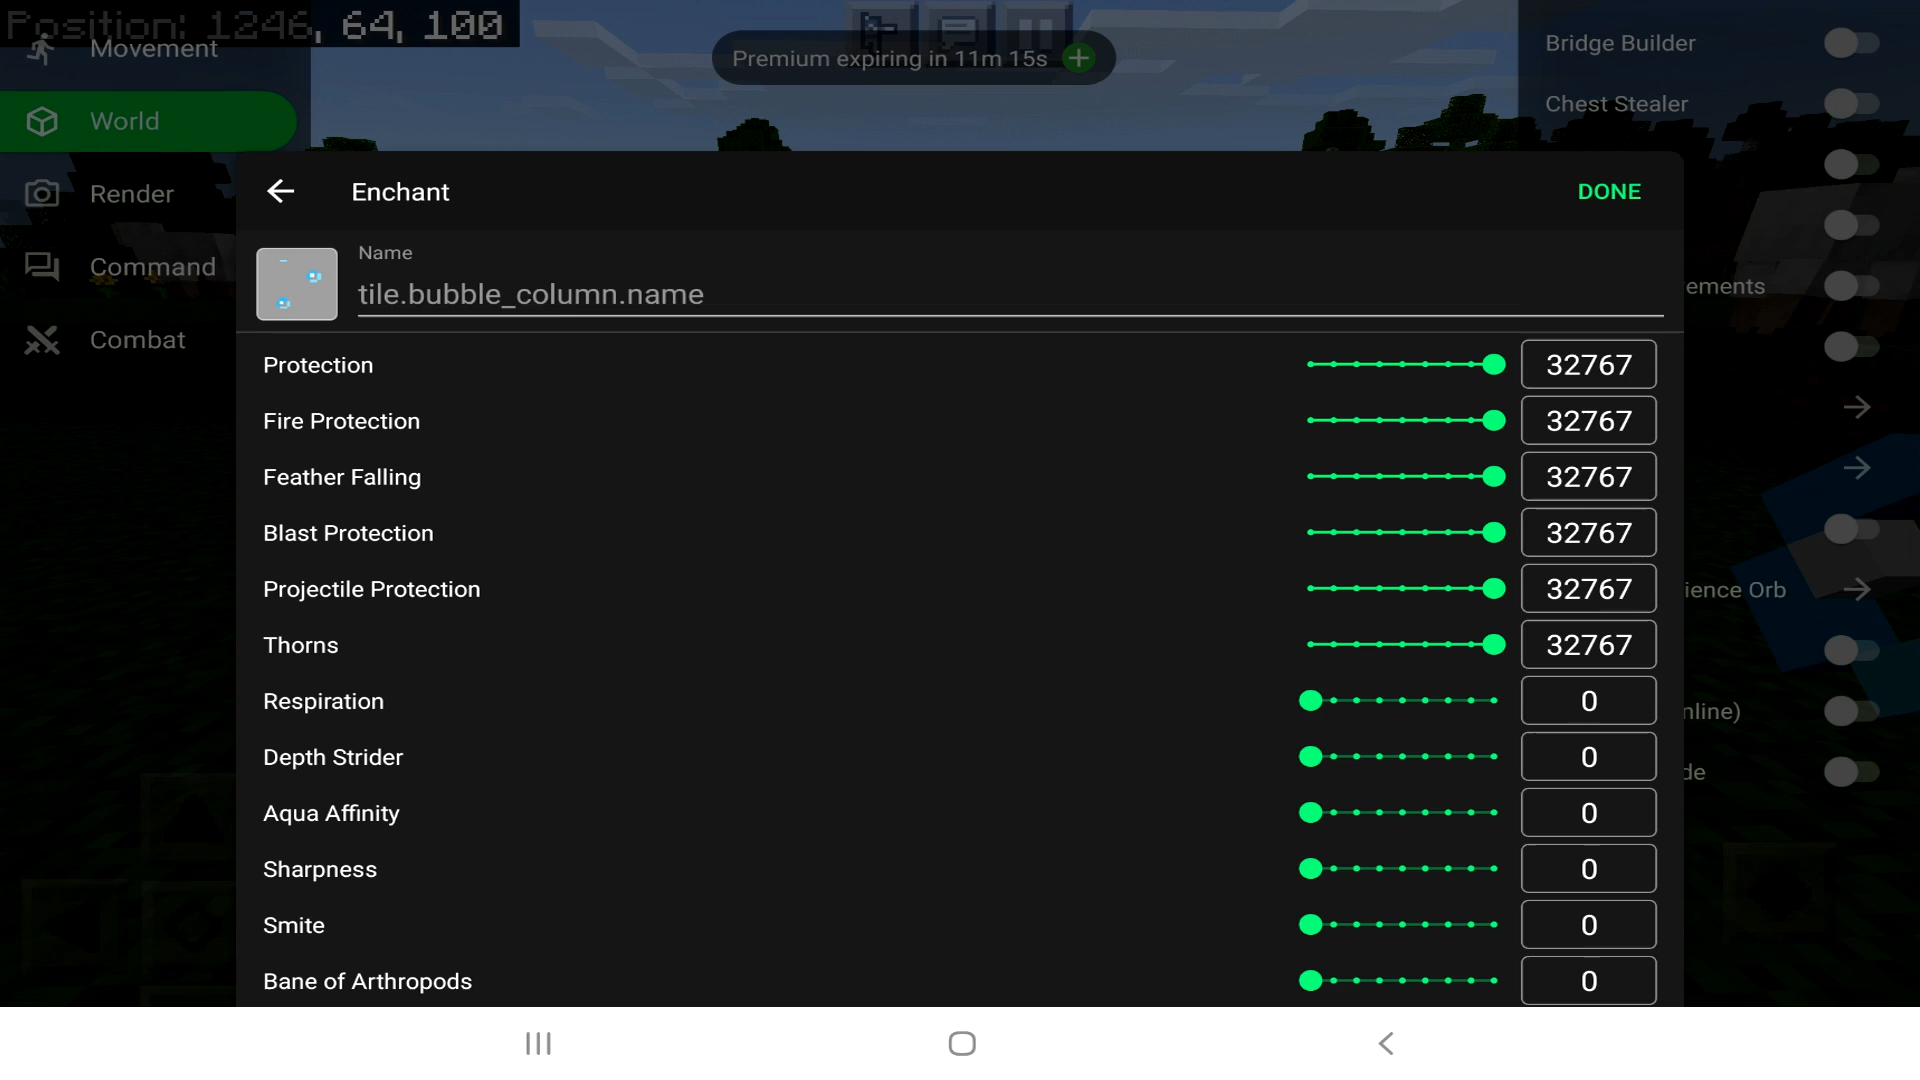 Position: 1246, 64, 100
Movement
World
Render
Command
Combat
Premium expiring in 11m 15s
Bridge Builder
Chest Stealer
ements
ience Orb
nline)
de
Enchant
DONE
Name
tile.bubble_column.name
Protection 32767
Fire Protection 32767
Feather Falling 32767
Blast Protection 32767
Projectile Protection 32767
Thorns 32767
Respiration 0
Depth Strider 0
Aqua Affinity 0
Sharpness 0
Smite 0
Bane of Arthropods 0